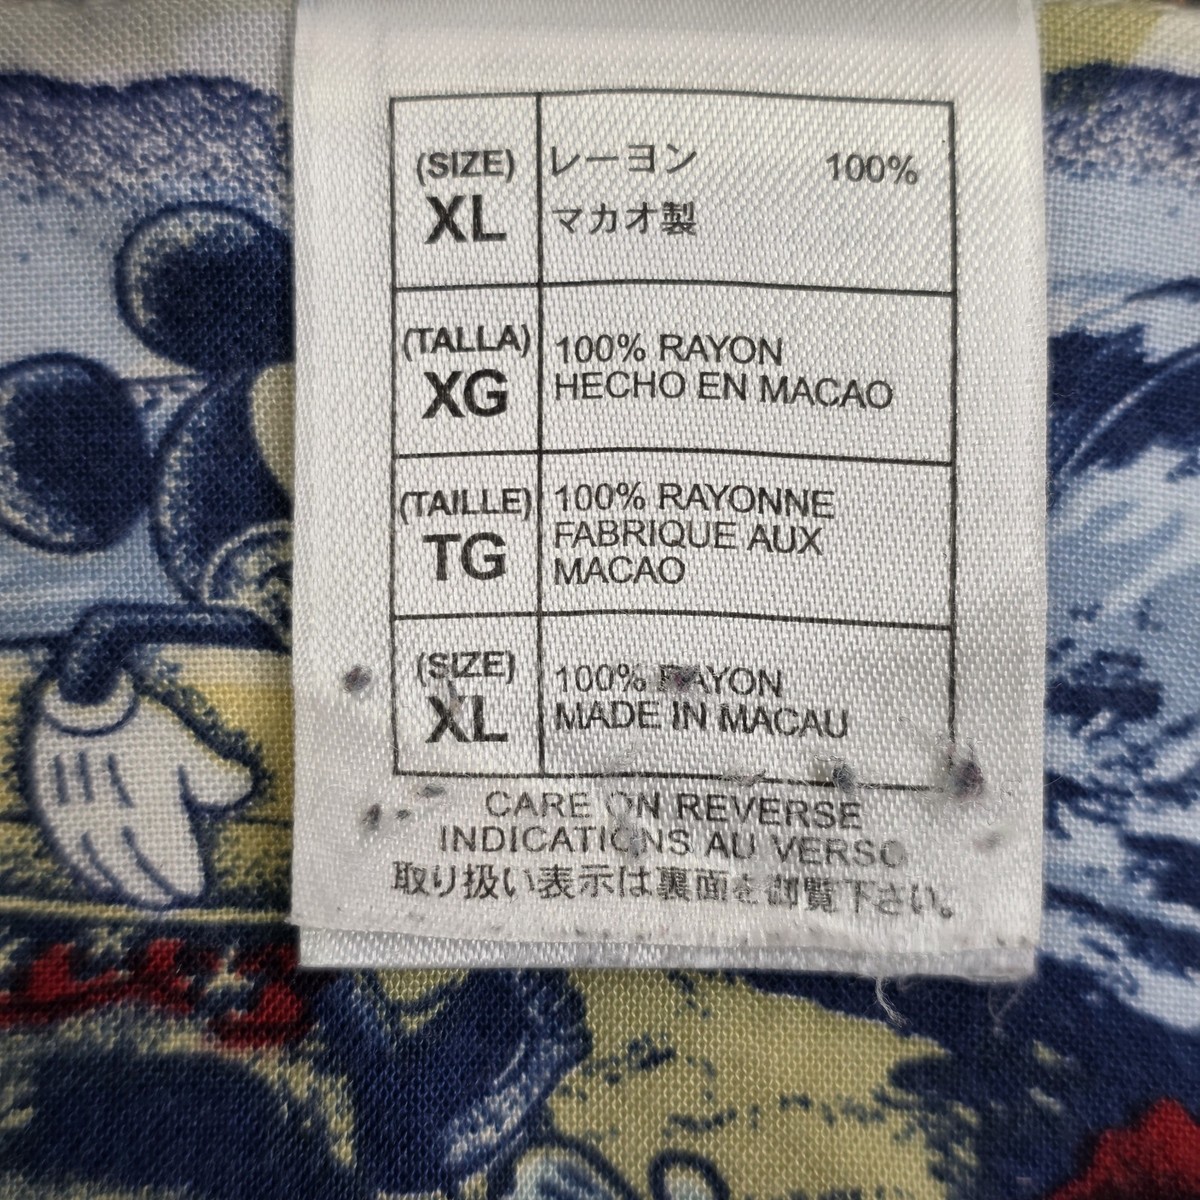 (SIZE)
XL
レーヨン 100%
マカオ製
(TALLA)
XG
100% RAYON
HECHO EN MACAO
(TAILLE)
TG
100% RAYONNE
FABRIQUE AUX
MACAO
(SIZE)
XL
100% RAYON
MADE IN MACAU
CARE ON REVERSE
INDICATIONS AU VERSO
取り扱い表示は裏面を御覧下さい。